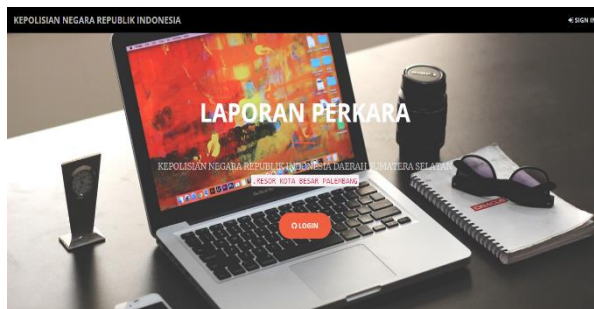 KEPOLISIAN NEGARA REPUBLIK INDONESIA
SIGN IN
LAPORAN PERKARA
KEPOLISIAN NEGARA REPUBLIK INDONESIA DAERAH SUMATERA SELATAN
.RESOR KOTA BESAR PALEMBANG
LOGIN
ORACLE